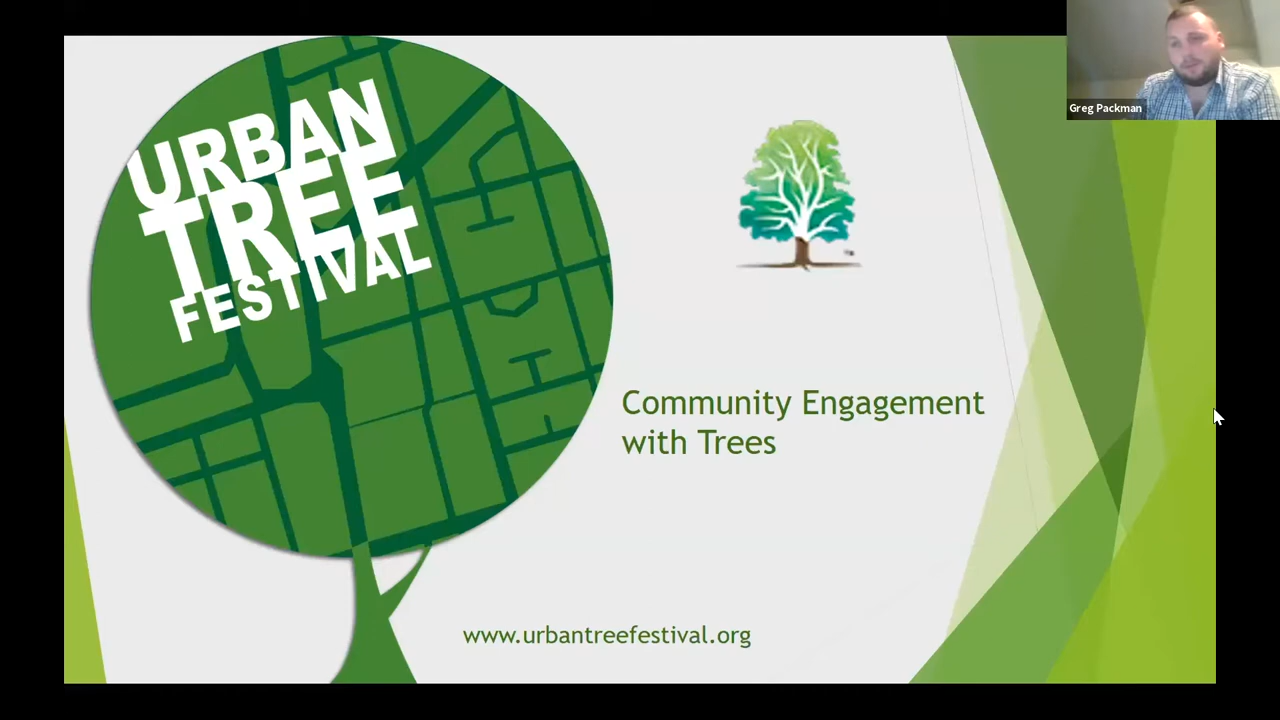 URBAN
TREE
FESTIVAL
Greg Packman
Community Engagement
with Trees
www.urbantreefestival.org